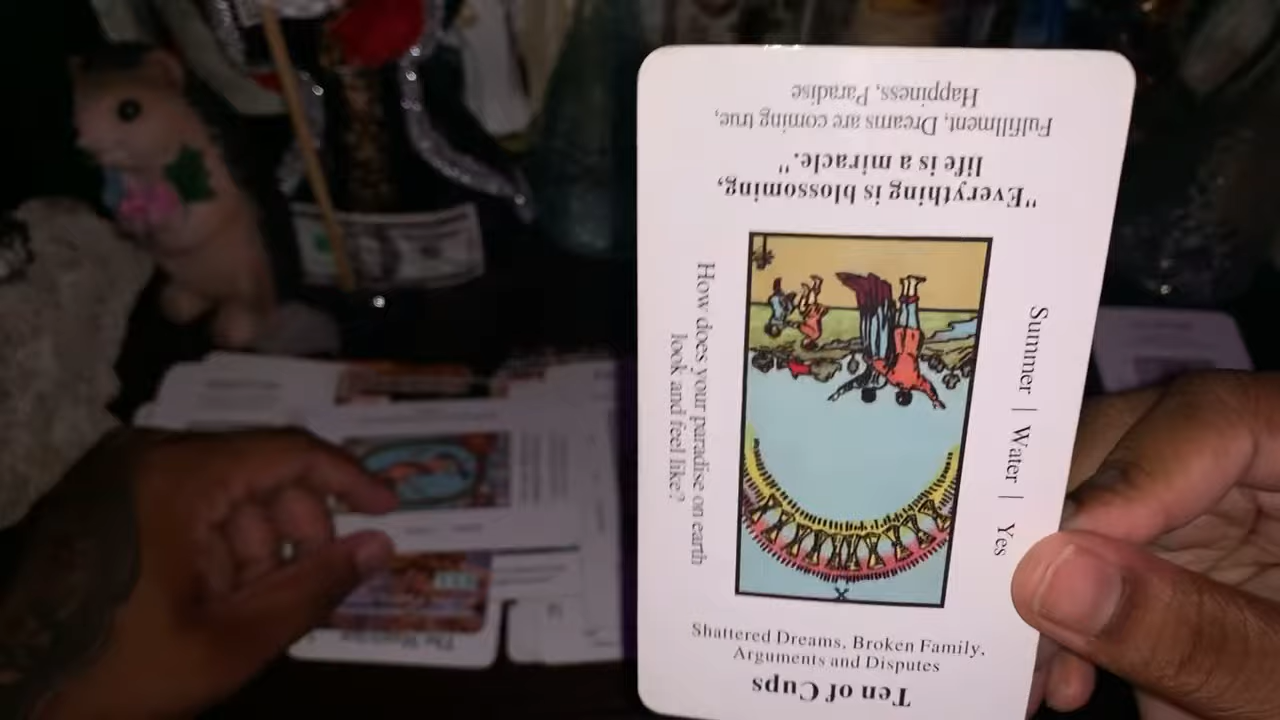 Fulfillment, Dreams are coming true,
Happiness, Paradise
"Everything is blossoming,
life is a miracle."
How does your paradise on earth
look and feel like?
Summer | Water | Yes
X
Shattered Dreams, Broken Family,
Arguments and Disputes
Ten of Cups